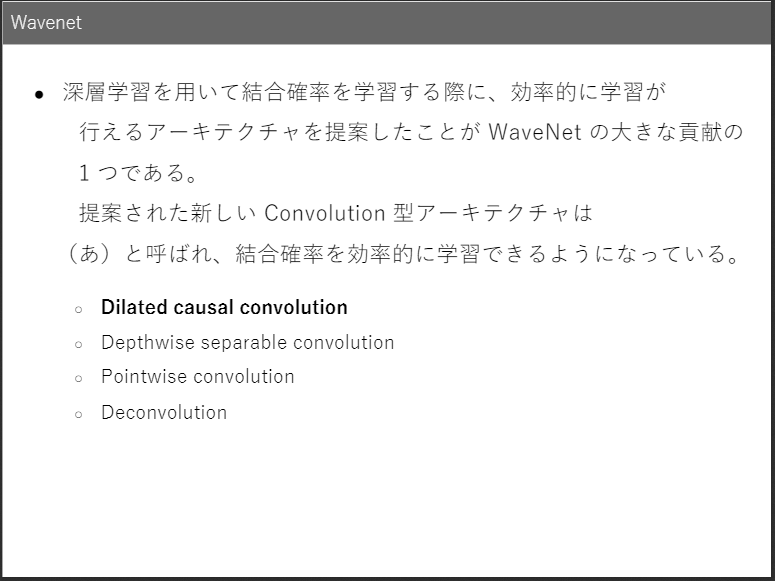 Wavenet
● 深層学習を用いて結合確率を学習する際に、効率的に学習が
行えるアーキテクチャを提案したことが WaveNet の大きな貢献の
1 つである。
提案された新しい Convolution 型アーキテクチャは
（あ）と呼ばれ、結合確率を効率的に学習できるようになっている。
○ Dilated causal convolution
○ Depthwise separable convolution
○ Pointwise convolution
○ Deconvolution